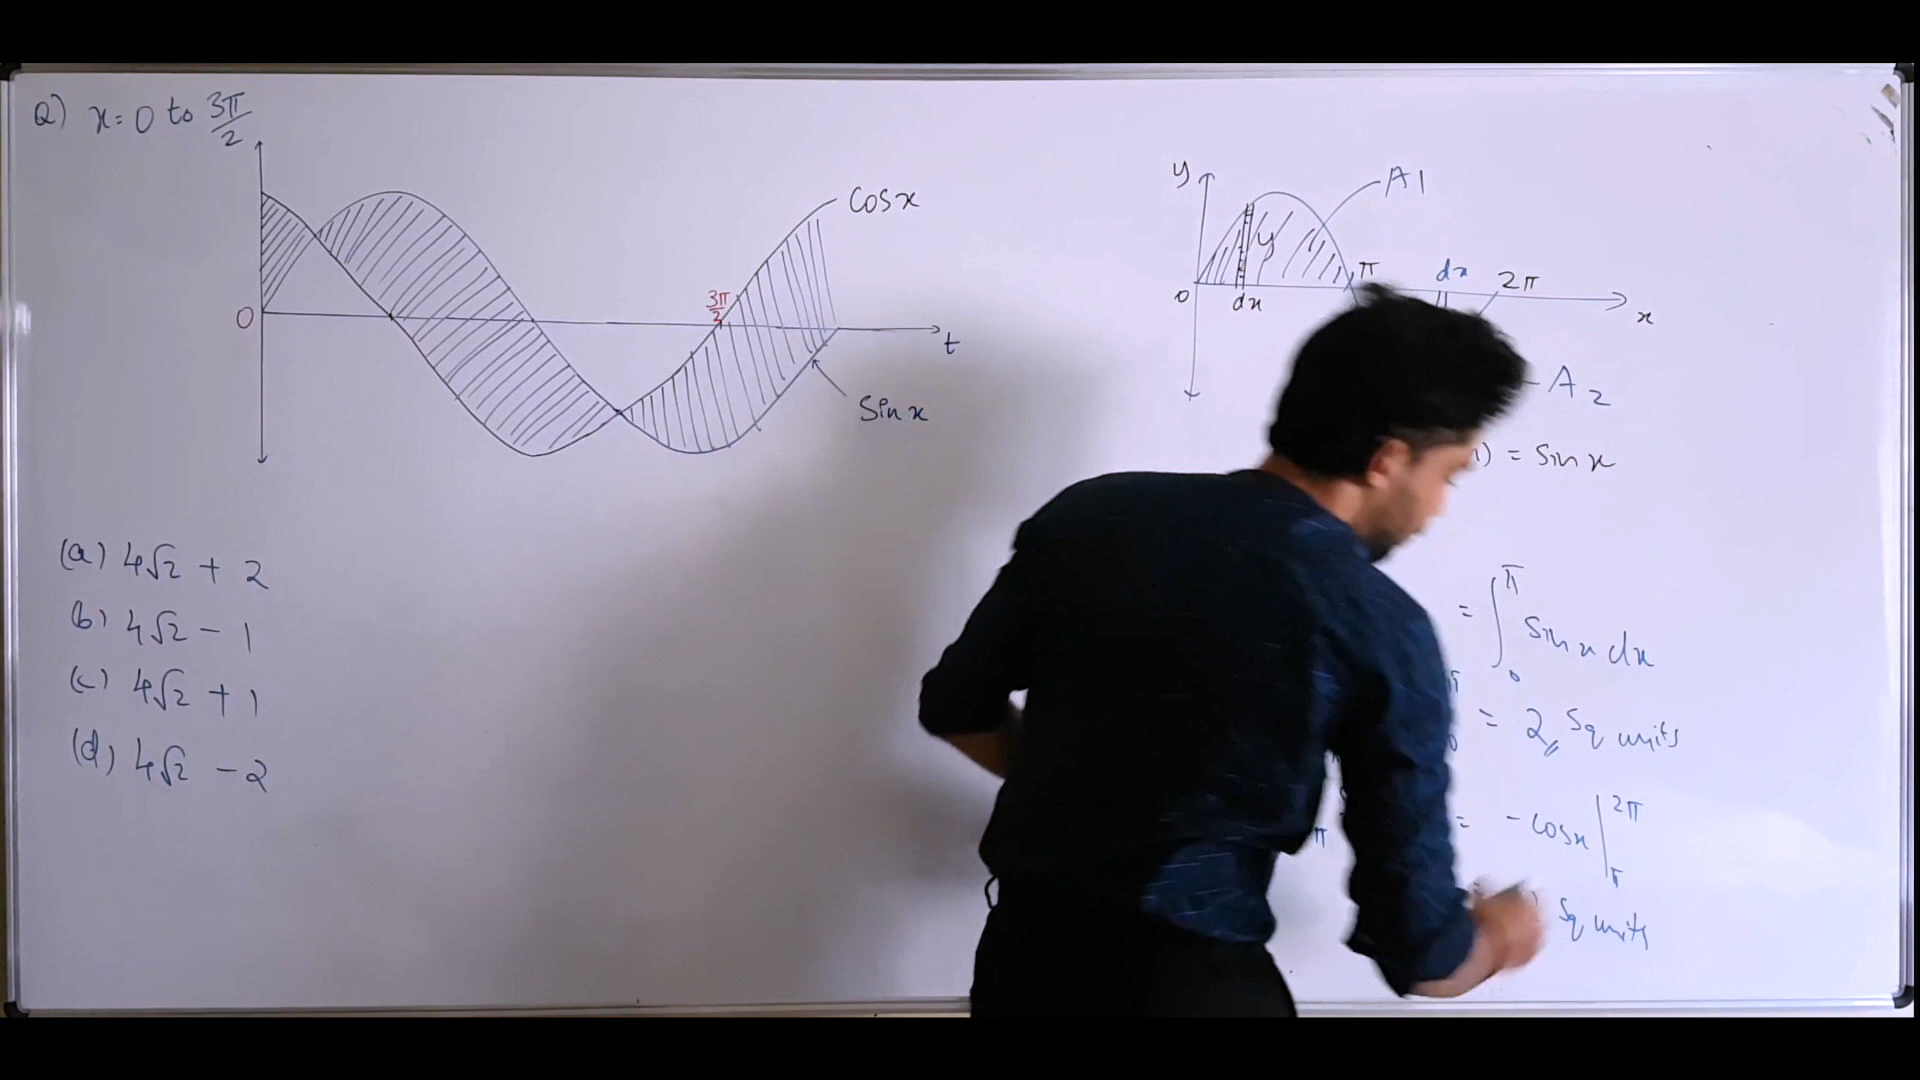 Q) x = 0 to 3π/2
cos x
3π/2
0
t
sin x
(a) 4√2 + 2
(b) 4√2 - 1
(c) 4√2 + 1
(d) 4√2 - 2
y
A1
y
π
dx
2π
0
dx
x
A2
) = sin x
= ∫₀^π sin x dx
π
0
= 2 Sq units
π
= -cos x |_π^2π
Sq units